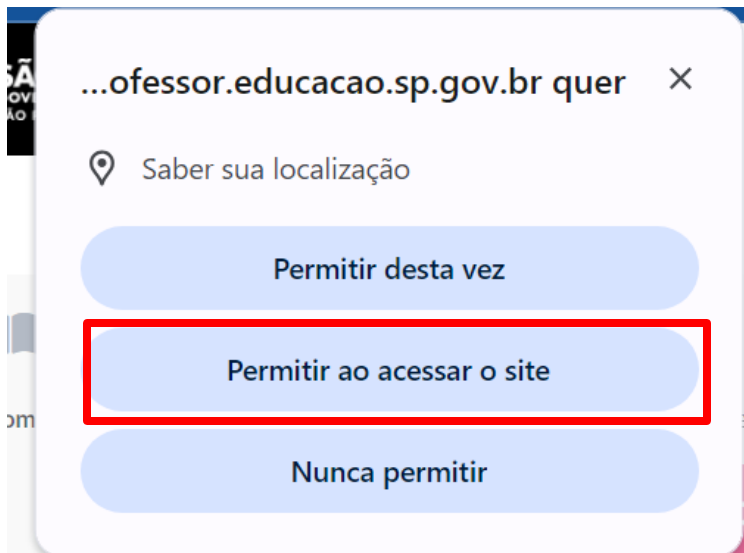 ...ofessor.educacao.sp.gov.br quer
Saber sua localização
Permitir desta vez
Permitir ao acessar o site
Nunca permitir